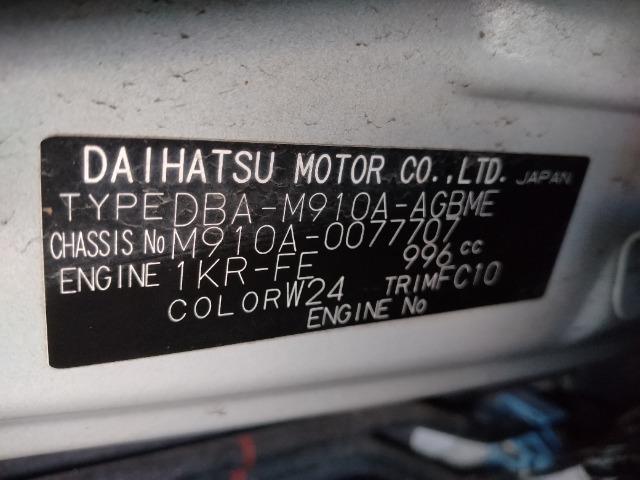 DAIHATSU MOTOR CO.,LTD. JAPAN
TYPE DBA-M910A-AGBME
CHASSIS No M910A-0077707
ENGINE 1KR-FE 996 cc
COLOR W24 TRIM FC10
ENGINE No